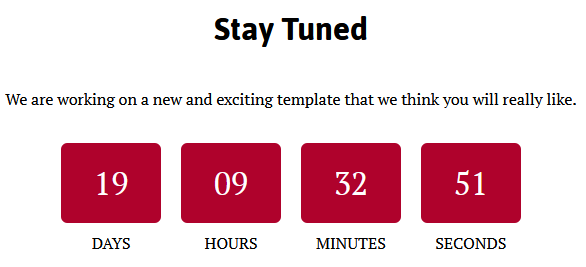 Stay Tuned
We are working on a new and exciting template that we think you will really like.
19 09 32 51
DAYS HOURS MINUTES SECONDS